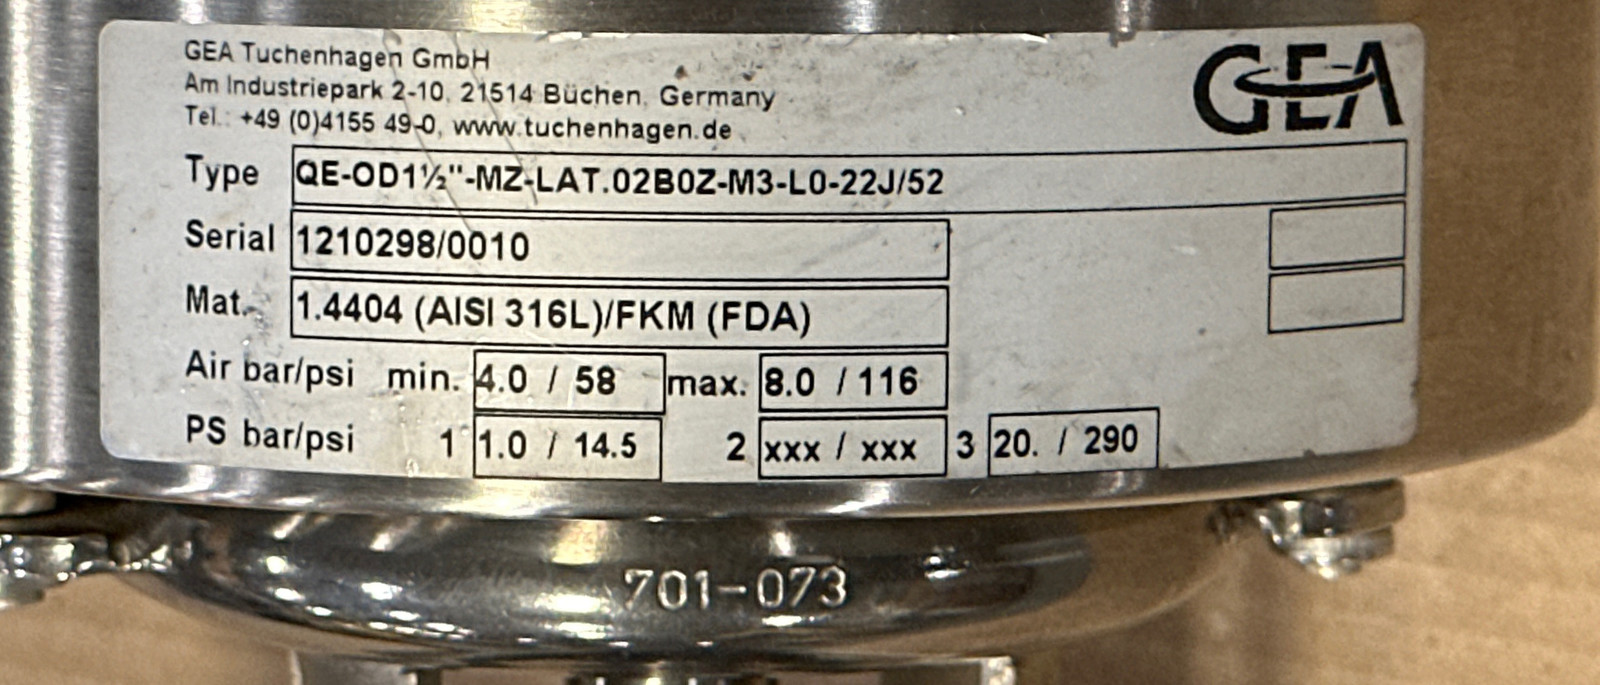 GEA Tuchenhagen GmbH
Am Industriepark 2-10, 21514 Büchen, Germany
Tel.: +49 (0)4155 49-0, www.tuchenhagen.de
GEA
Type QE-OD1½"-MZ-LAT.02B0Z-M3-L0-22J/52
Serial 1210298/0010
Mat. 1.4404 (AISI 316L)/FKM (FDA)
Air bar/psi min. 4.0 / 58 max. 8.0 / 116
PS bar/psi 1 1.0 / 14.5 2 xxx / xxx 3 20. / 290
701-073